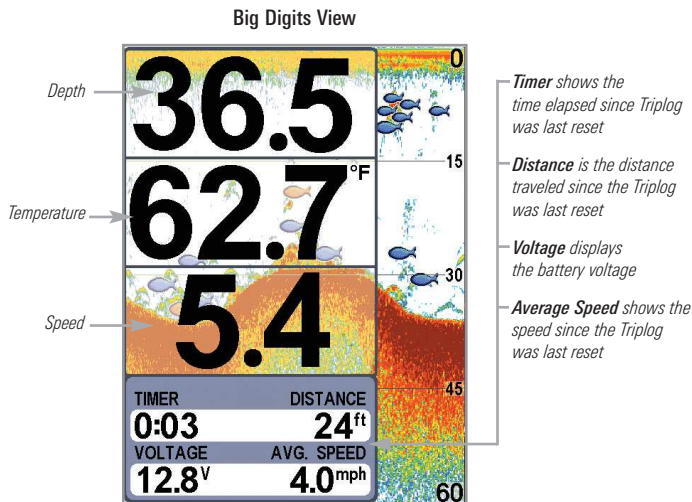 Big Digits View
Depth
36.5
Temperature
62.7°F
Speed
5.4
TIMER DISTANCE
0:03 24ft
VOLTAGE AVG. SPEED
12.8V 4.0mph
0
15
30
45
60
Timer shows the
time elapsed since Triplog
was last reset
Distance is the distance
traveled since the Triplog
was last reset
Voltage displays
the battery voltage
Average Speed shows the
speed since the Triplog
was last reset